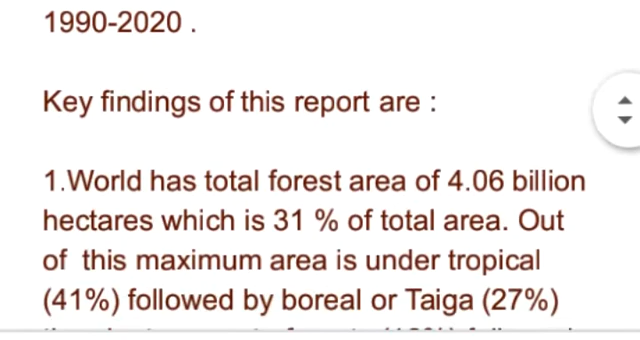 1990-2020 .
Key findings of this report are :
1.World has total forest area of 4.06 billion
hectares which is 31 % of total area. Out
of  this maximum area is under tropical
(41%) followed by boreal or Taiga (27%)